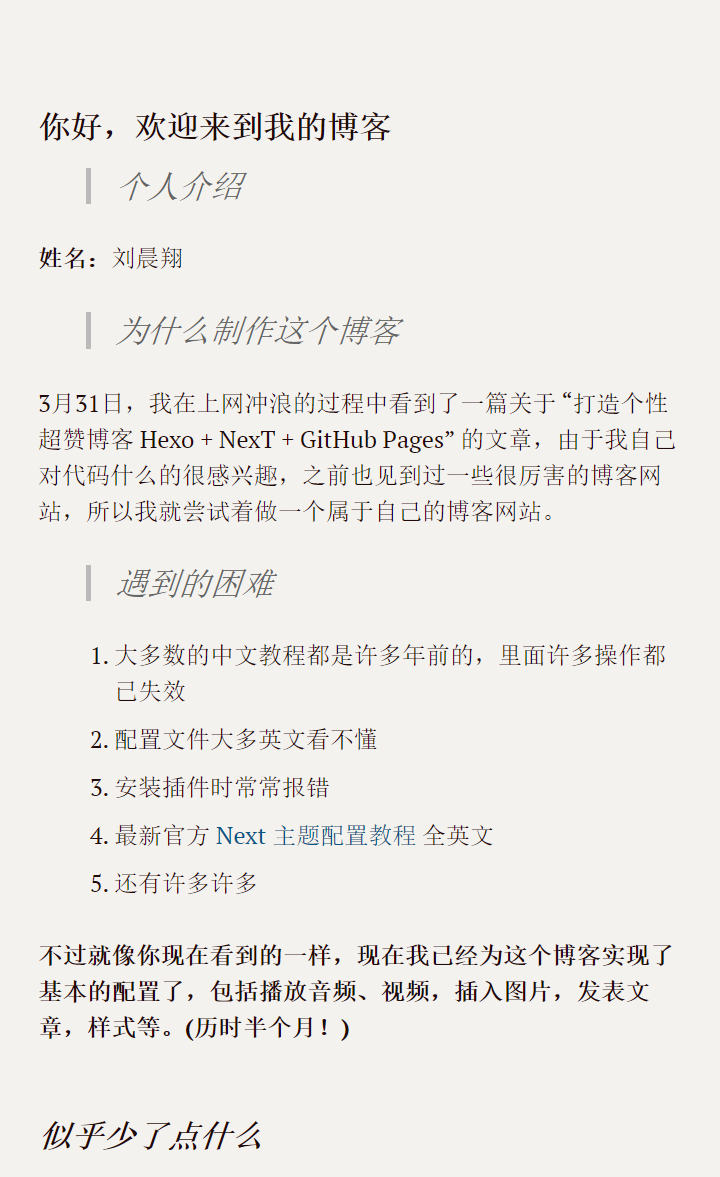 你好，欢迎来到我的博客
个人介绍
姓名：刘晨翔
为什么制作这个博客
3月31日，我在上网冲浪的过程中看到了一篇关于 “打造个性
超赞博客 Hexo + NexT + GitHub Pages” 的文章，由于我自己
对代码什么的很感兴趣，之前也见到过一些很厉害的博客网
站，所以我就尝试着做一个属于自己的博客网站。
遇到的困难
1. 大多数的中文教程都是许多年前的，里面许多操作都
已失效
2. 配置文件大多英文看不懂
3. 安装插件时常常报错
4. 最新官方 Next 主题配置教程 全英文
5. 还有许多许多
不过就像你现在看到的一样，现在我已经为这个博客实现了
基本的配置了，包括播放音频、视频，插入图片，发表文
章，样式等。(历时半个月！)
似乎少了点什么